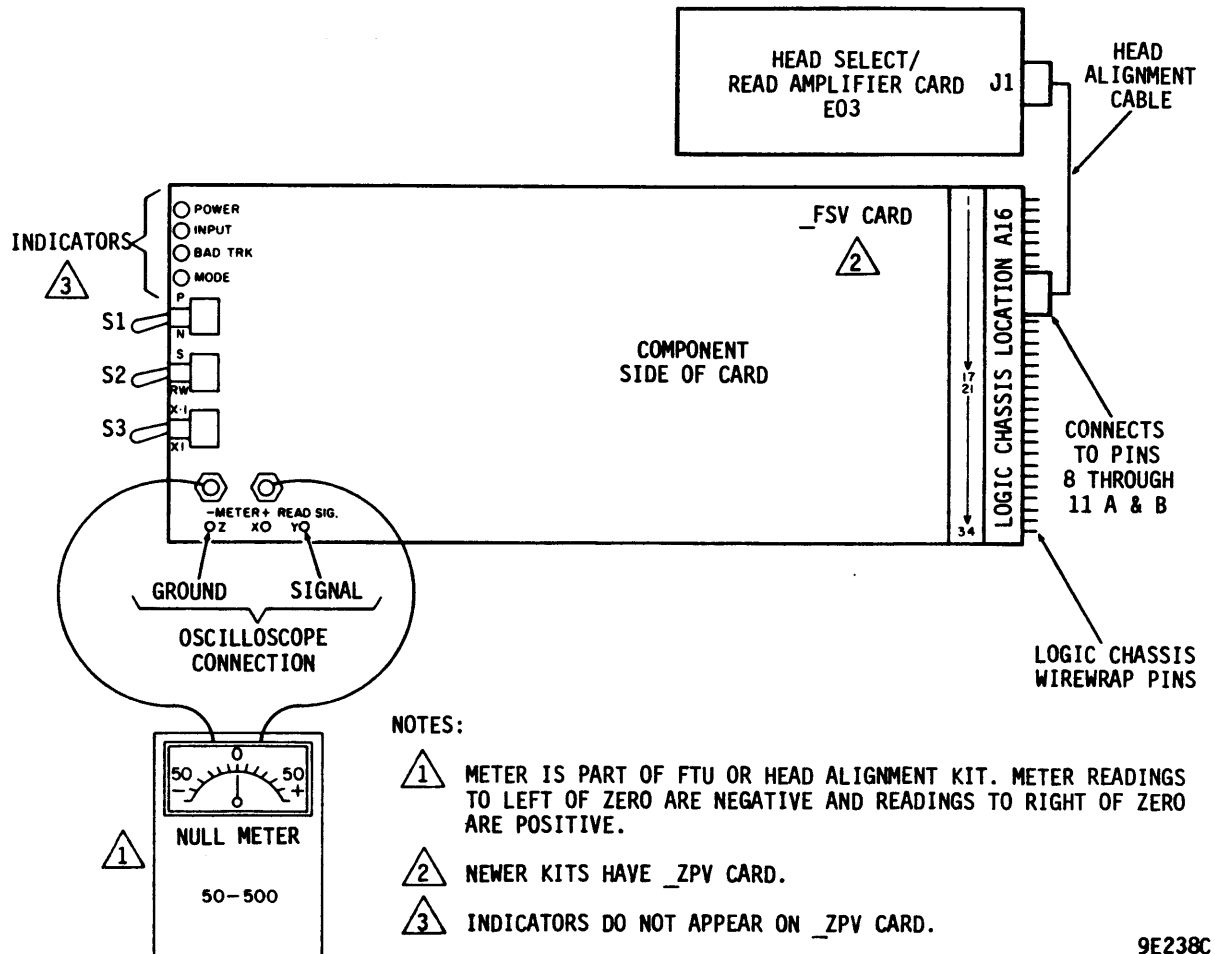 HEAD SELECT/
READ AMPLIFIER CARD
E03
J1
HEAD
ALIGNMENT
CABLE
INDICATORS
3
POWER
INPUT
BAD TRK
MODE
_FSV CARD
2
1
17
21
34
LOGIC CHASSIS LOCATION A16
S1
P
N
S2
S
RW
S3
X.1
X1
COMPONENT
SIDE OF CARD
CONNECTS
TO PINS
8 THROUGH
11 A & B
-METER+ READ SIG.
Z X Y
GROUND SIGNAL
OSCILLOSCOPE
CONNECTION
LOGIC CHASSIS
WIREWRAP PINS
50 0 50
- +
NULL METER
50-500
1
NOTES:
1 METER IS PART OF FTU OR HEAD ALIGNMENT KIT. METER READINGS
TO LEFT OF ZERO ARE NEGATIVE AND READINGS TO RIGHT OF ZERO
ARE POSITIVE.
2 NEWER KITS HAVE _ZPV CARD.
3 INDICATORS DO NOT APPEAR ON _ZPV CARD.
9E238C